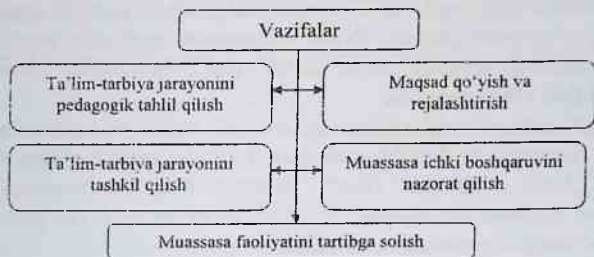 Vazifalar
Ta'lim-tarbiya jarayonini
pedagogik tahlil qilish
Maqsad qo'yish va
rejalashtirish
Ta'lim-tarbiya jarayonini
tashkil qilish
Muassasa ichki boshqaruvini
nazorat qilish
Muassasa faoliyatini tartibga solish